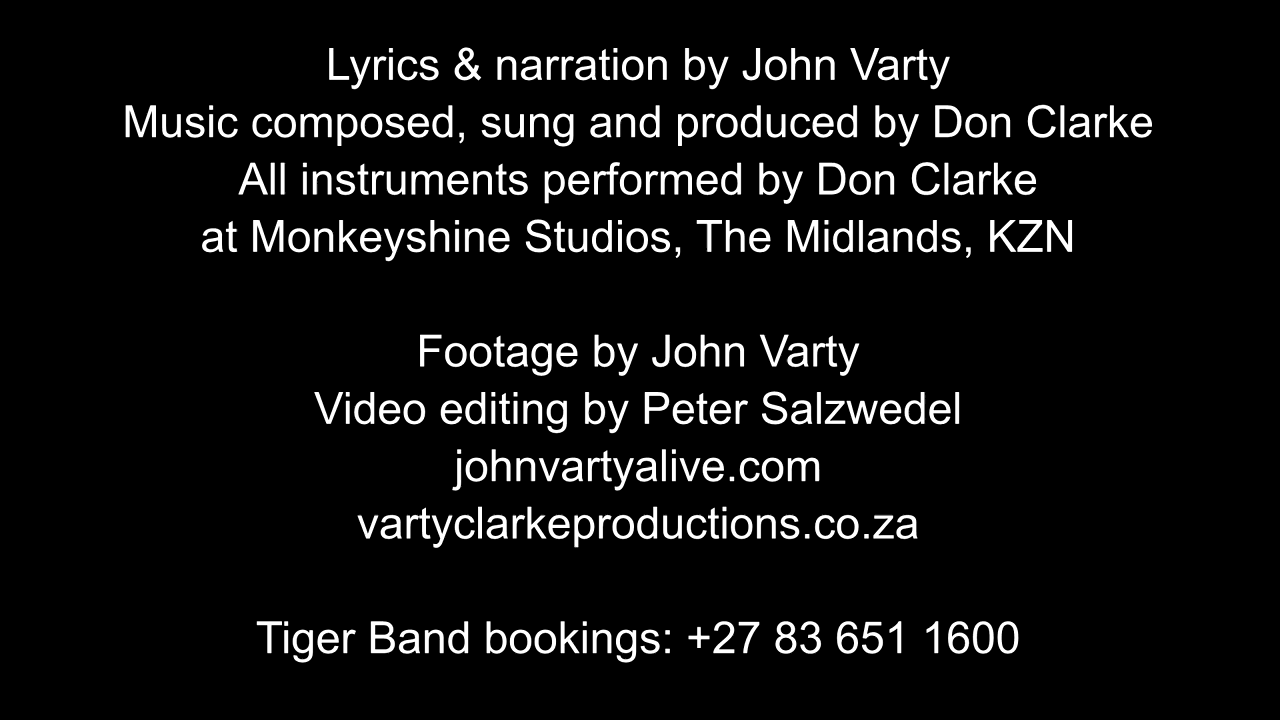 Lyrics & narration by John Varty
Music composed, sung and produced by Don Clarke
All instruments performed by Don Clarke
at Monkeyshine Studios, The Midlands, KZN
Footage by John Varty
Video editing by Peter Salzwedel
johnvartyalive.com
vartyclarkeproductions.co.za
Tiger Band bookings: +27 83 651 1600